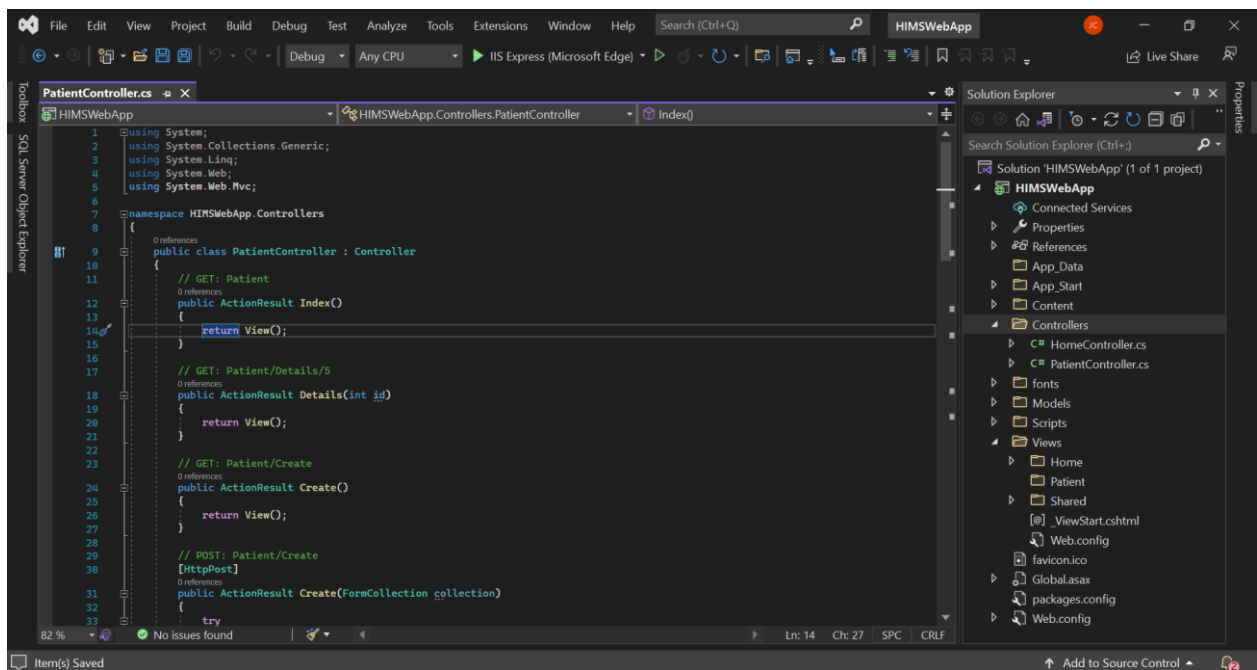 File Edit View Project Build Debug Test Analyze Tools Extensions Window Help Search (Ctrl+Q) HIMSWebApp JC
Debug Any CPU IIS Express (Microsoft Edge) Live Share
Toolbox
SQL Server Object Explorer
PatientController.cs
HIMSWebApp HIMSWebApp.Controllers.PatientController Index()
1 using System;
2 using System.Collections.Generic;
3 using System.Linq;
4 using System.Web;
5 using System.Web.Mvc;
6
7 namespace HIMSWebApp.Controllers
8 {
0 references
9 public class PatientController : Controller
10 {
11 // GET: Patient
0 references
12 public ActionResult Index()
13 {
14 return View();
15 }
16
17 // GET: Patient/Details/5
0 references
18 public ActionResult Details(int id)
19 {
20 return View();
21 }
22
23 // GET: Patient/Create
0 references
24 public ActionResult Create()
25 {
26 return View();
27 }
28
29 // POST: Patient/Create
30 [HttpPost]
0 references
31 public ActionResult Create(FormCollection collection)
32 {
33 try
82 % No issues found Ln: 14 Ch: 27 SPC CRLF
Solution Explorer
Search Solution Explorer (Ctrl+;)
Solution 'HIMSWebApp' (1 of 1 project)
HIMSWebApp
Connected Services
Properties
References
App_Data
App_Start
Content
Controllers
C# HomeController.cs
C# PatientController.cs
fonts
Models
Scripts
Views
Home
Patient
Shared
[@] _ViewStart.cshtml
Web.config
favicon.ico
Global.asax
packages.config
Web.config
Properties
Item(s) Saved Add to Source Control 2